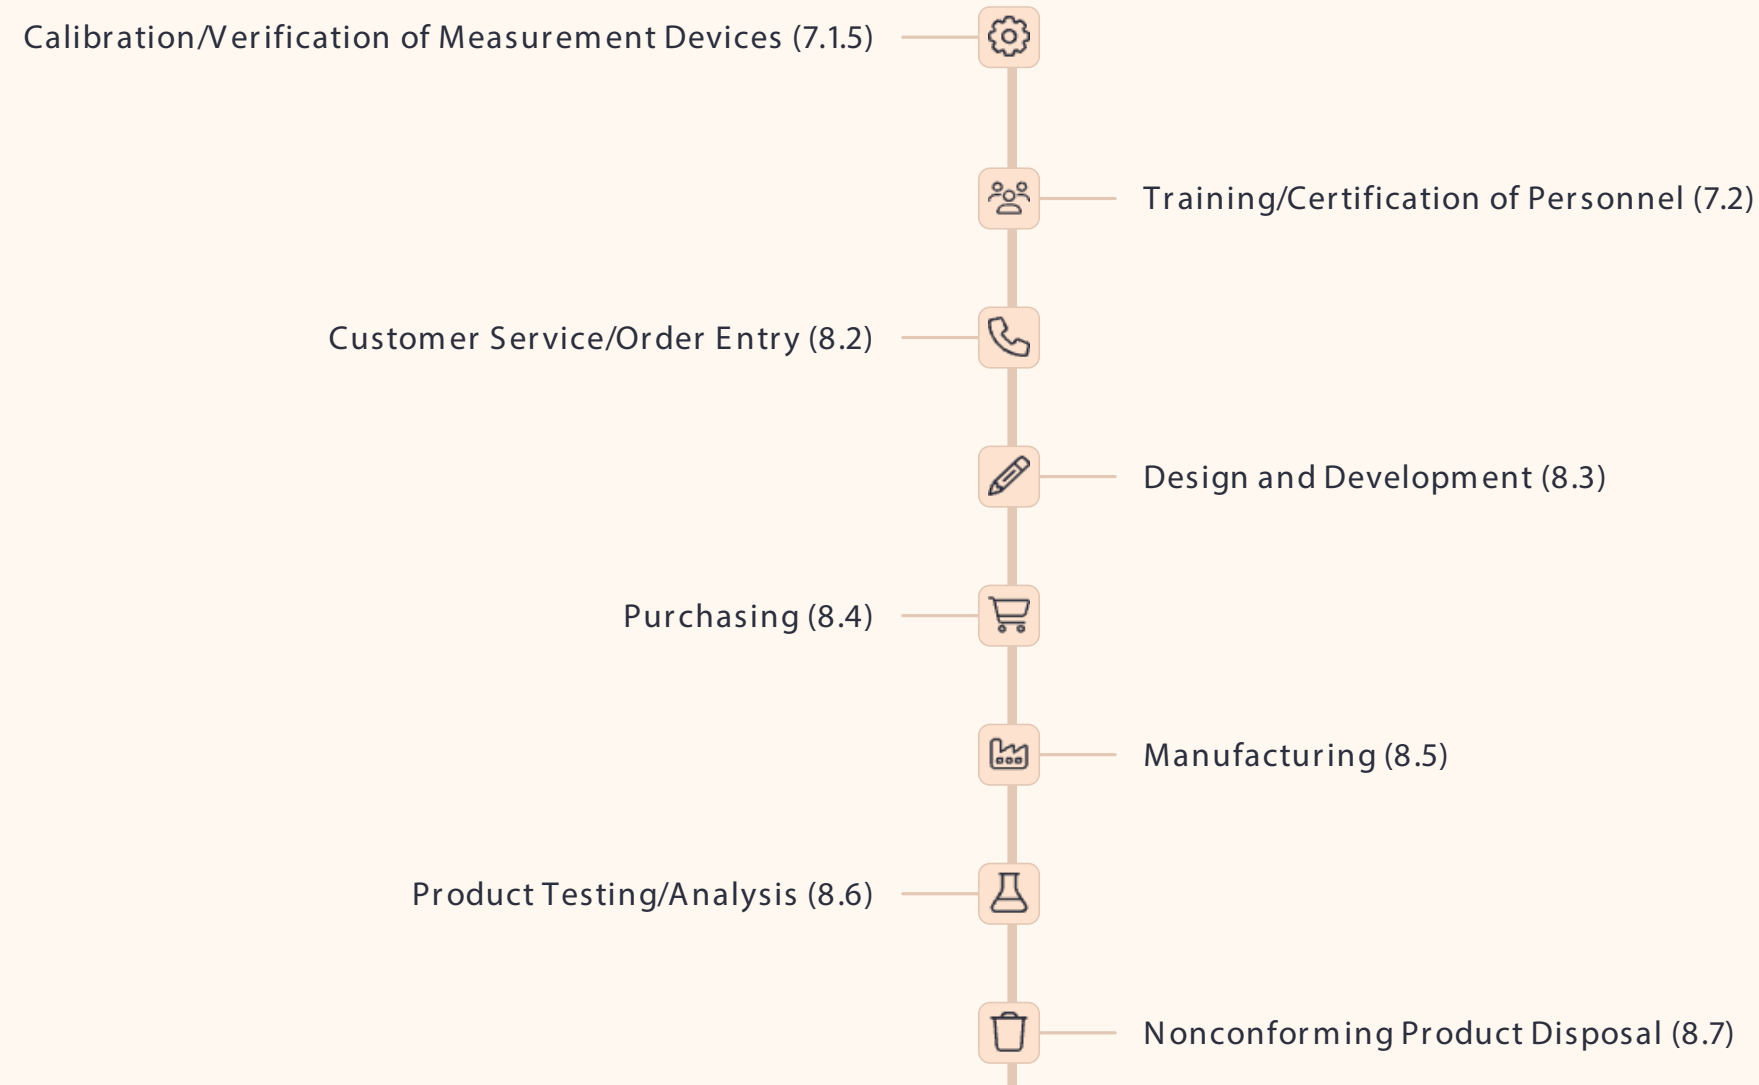 Calibration/Verification of Measurement Devices (7.1.5)
Training/Certification of Personnel (7.2)
Customer Service/Order Entry (8.2)
Design and Development (8.3)
Purchasing (8.4)
Manufacturing (8.5)
Product Testing/Analysis (8.6)
Nonconforming Product Disposal (8.7)